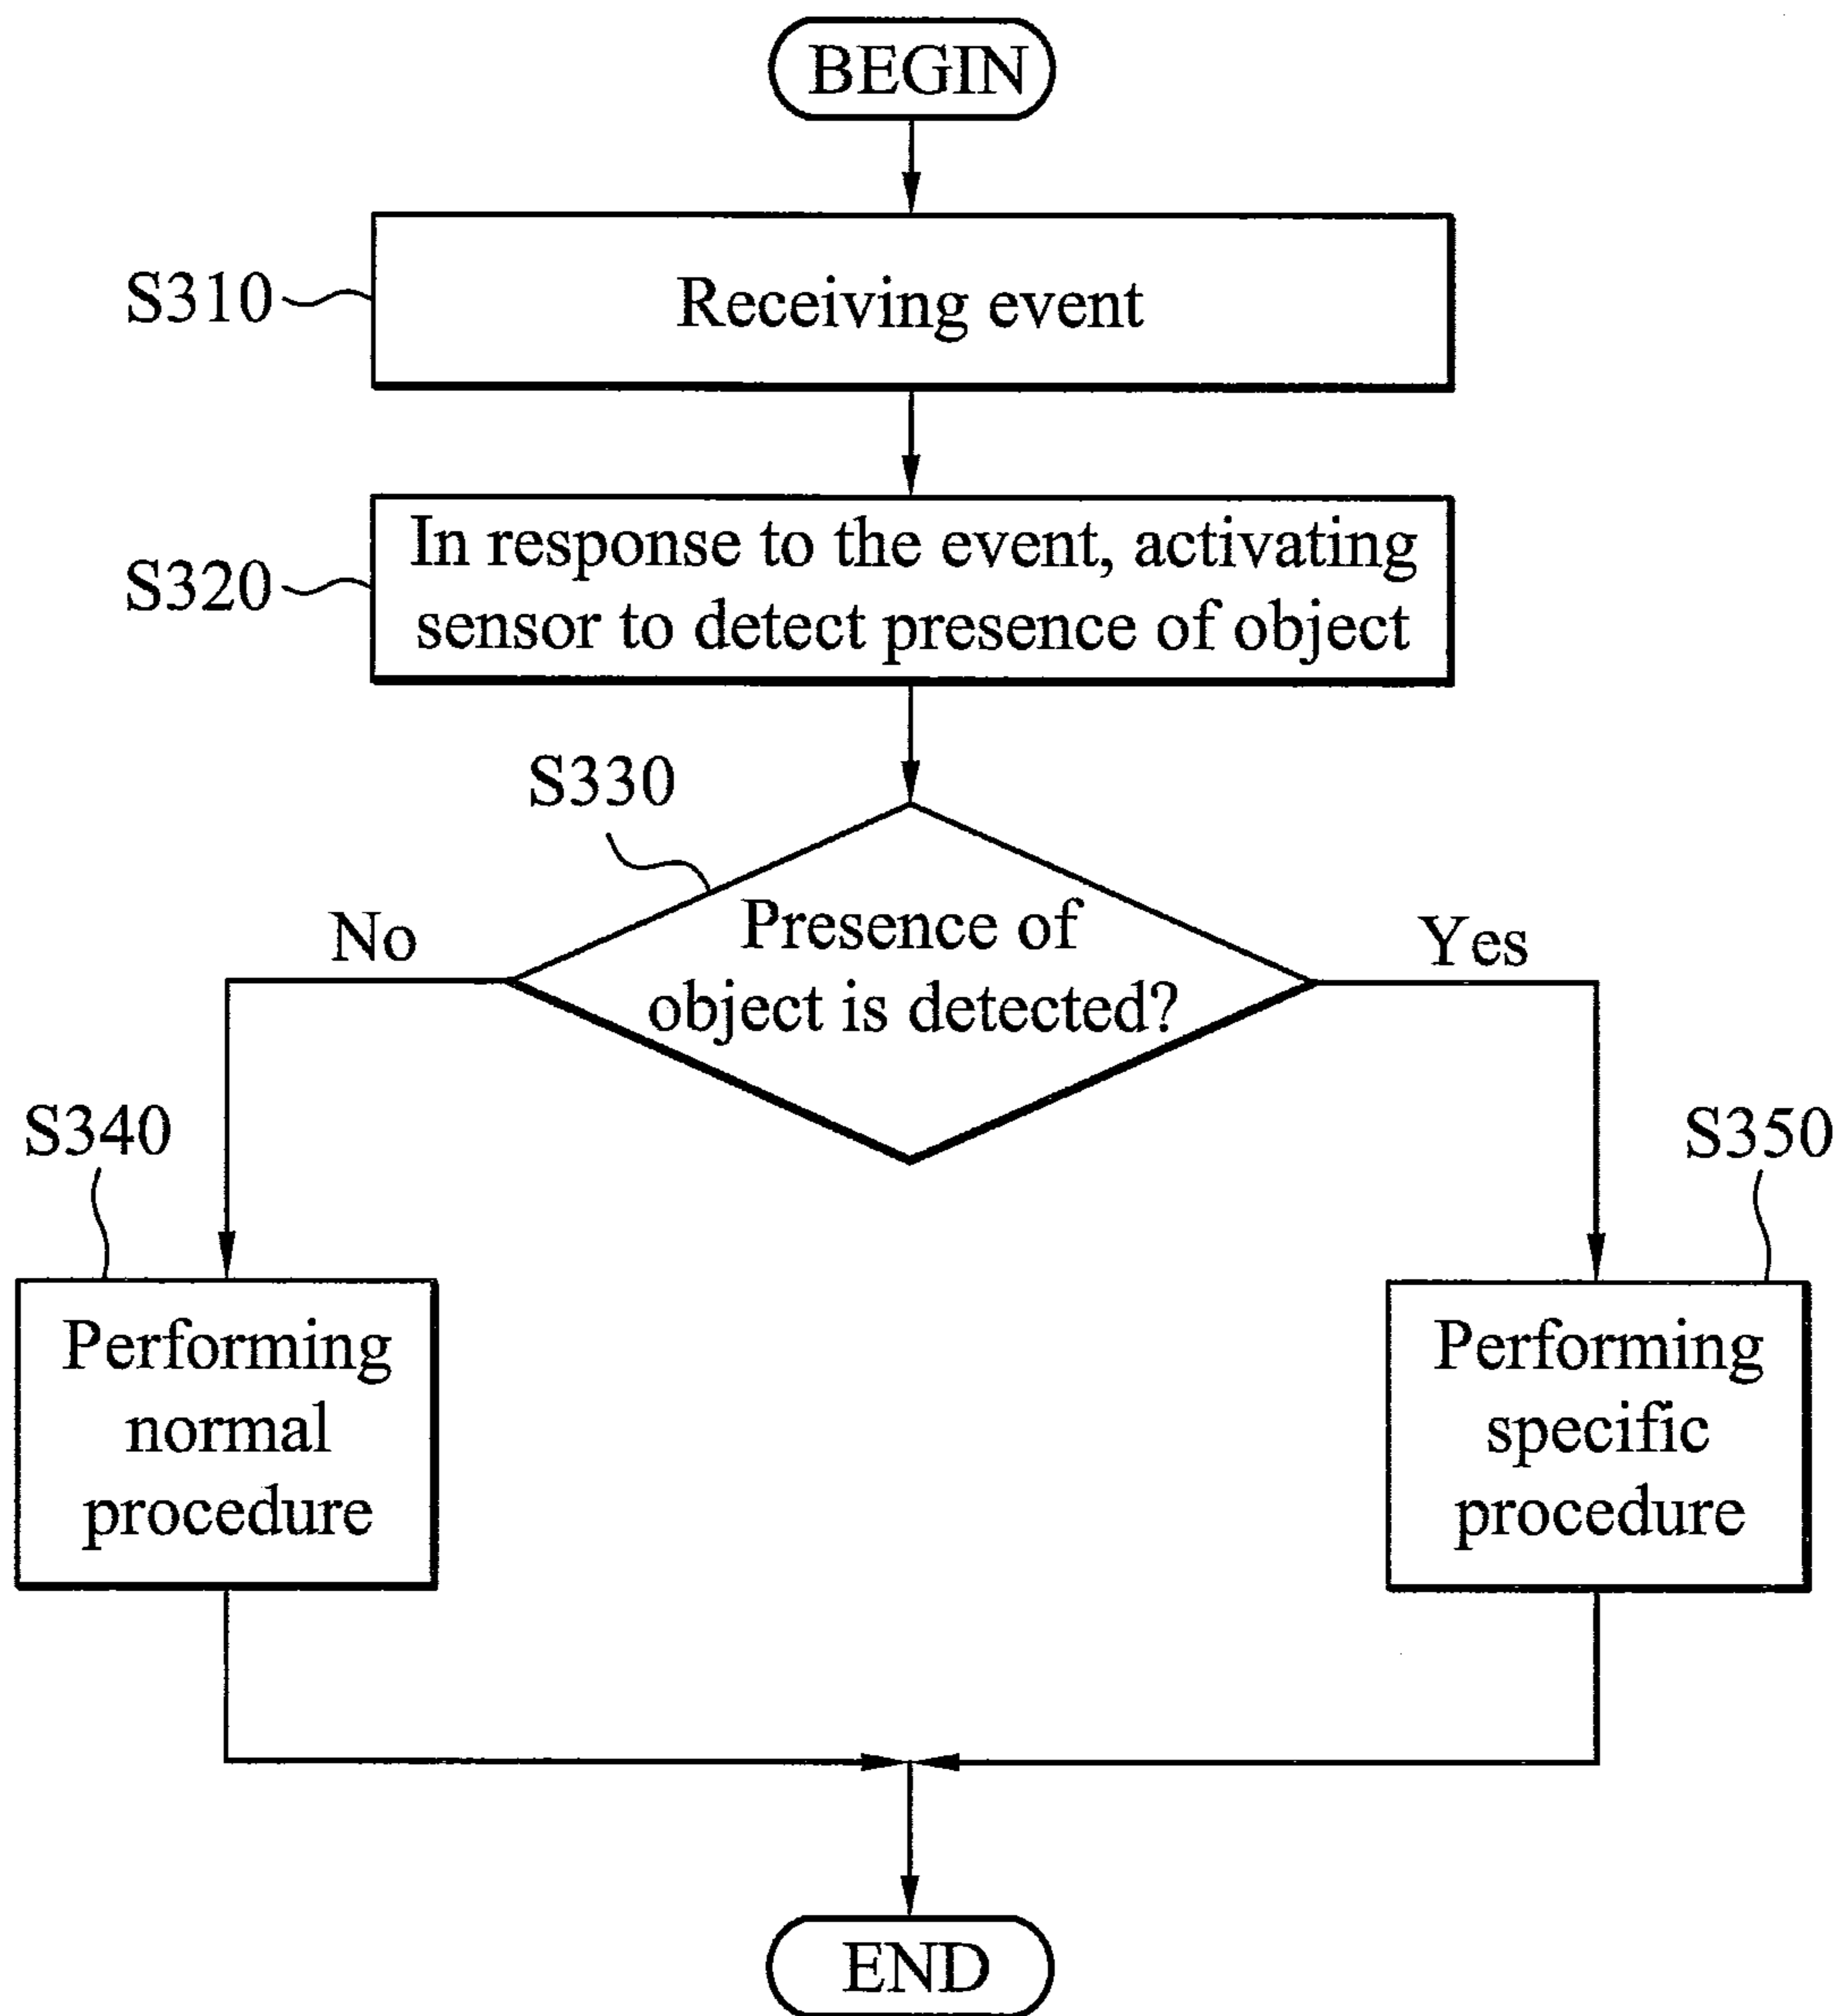 BEGIN
S310
Receiving event
S320
In response to the event, activating
sensor to detect presence of object
S330
Presence of
object is detected?
No
Yes
S340
Performing
normal
procedure
S350
Performing
specific
procedure
END